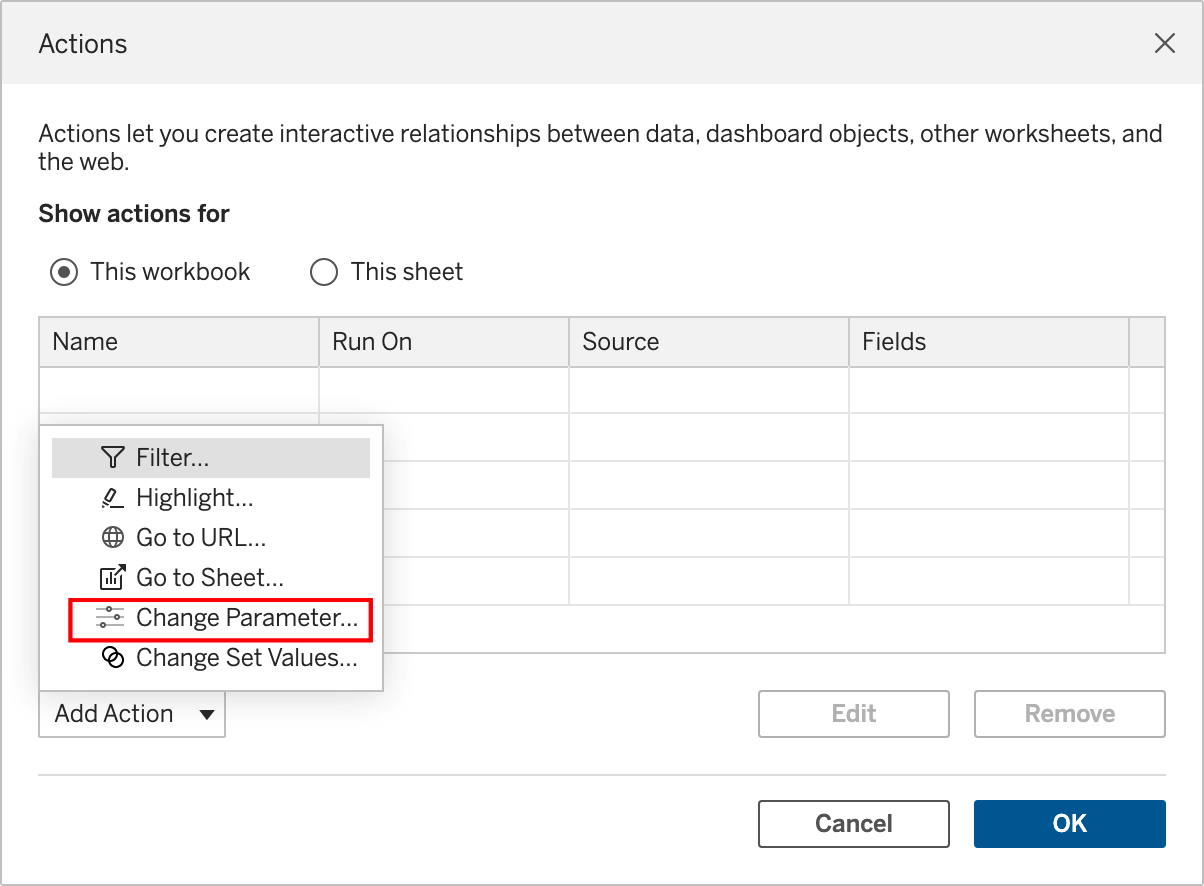 Actions
Actions let you create interactive relationships between data, dashboard objects, other worksheets, and
the web.
Show actions for
This workbook This sheet
Name Run On Source Fields
Filter...
Highlight...
Go to URL...
Go to Sheet...
Change Parameter...
Change Set Values...
Add Action Edit Remove
Cancel OK